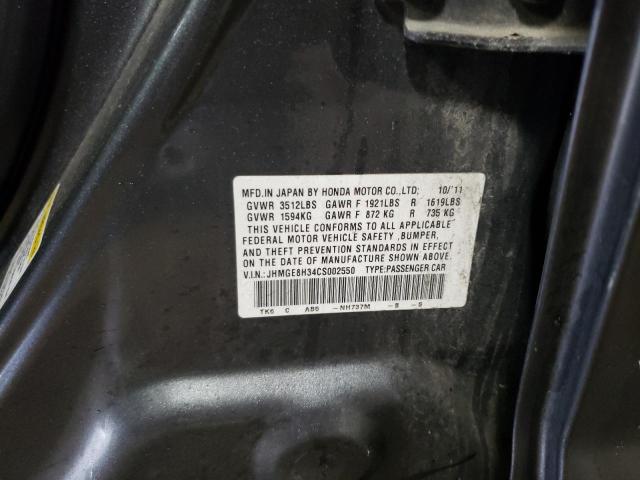 MFD.IN JAPAN BY HONDA MOTOR CO.,LTD; 10/'11
GVWR 3512LBS GAWR F 1921LBS R 1619LBS
GVWR 1594KG GAWR F 872 KG R 735 KG
THIS VEHICLE CONFORMS TO ALL APPLICABLE
FEDERAL MOTOR VEHICLE SAFETY ,BUMPER,
AND THEFT PREVENTION STANDARDS IN EFFECT
ON THE DATE OF MANUFACTURE SHOWN ABOVE.
V.I.N.: JHMGE8H34CS002550 TYPE:PASSENGER CAR
TK6 C AB5 -NH737M -B -S